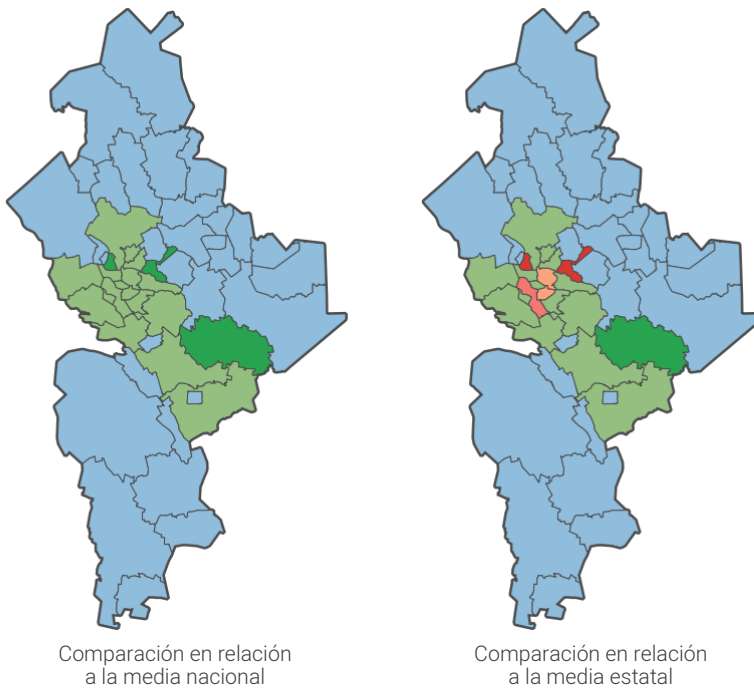 Comparación en relación
a la media nacional
Comparación en relación
a la media estatal